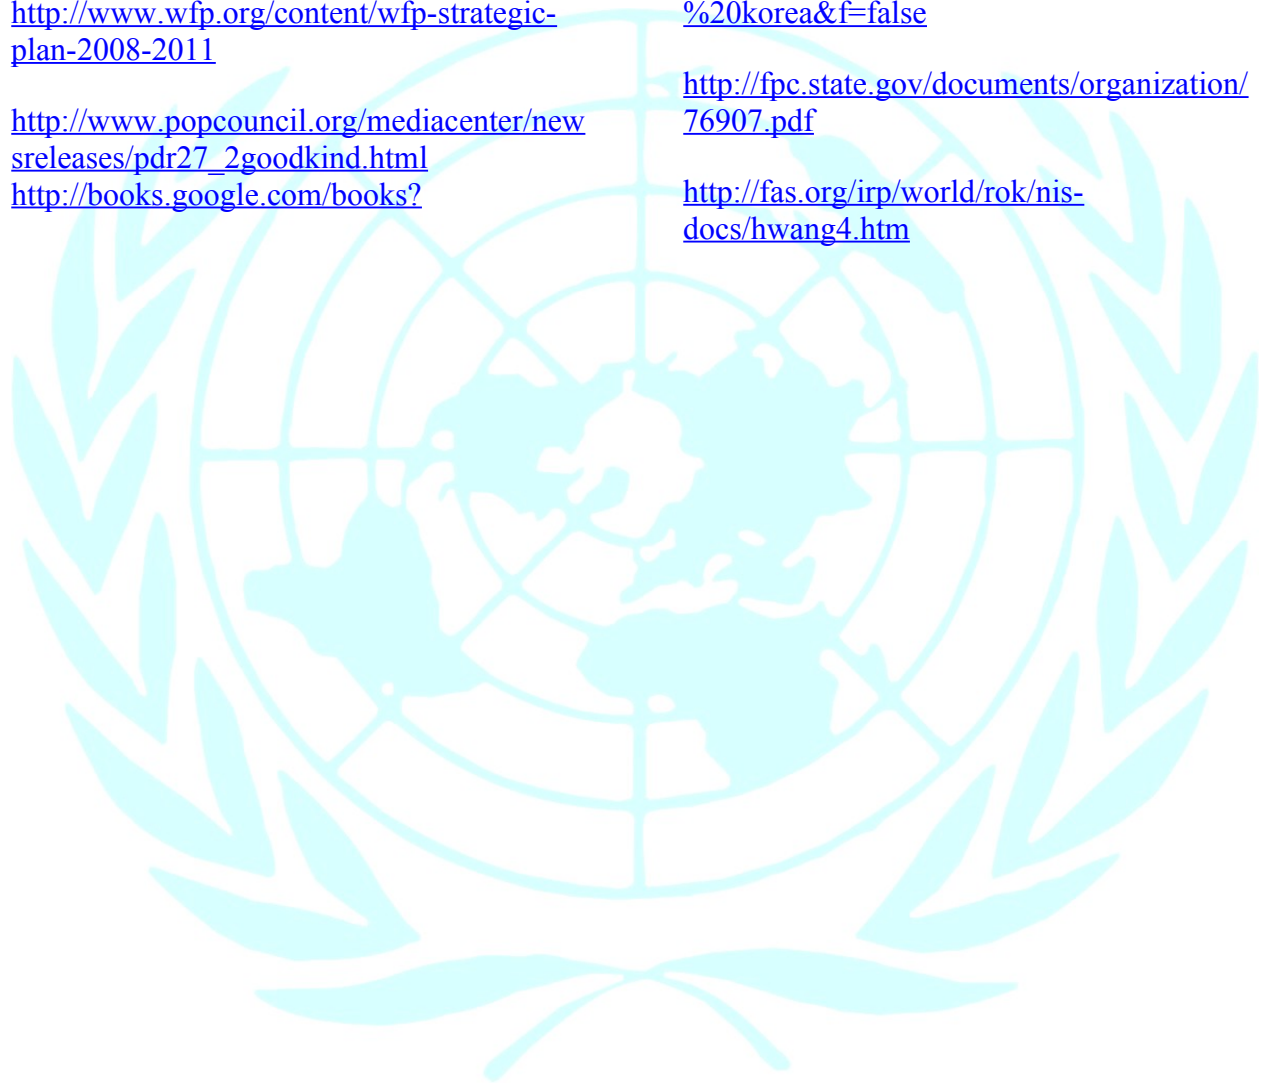 http://www.wfp.org/content/wfp-strategic-
plan-2008-2011
http://www.popcouncil.org/mediacenter/new
sreleases/pdr27_2goodkind.html
http://books.google.com/books?
%20korea&f=false
http://fpc.state.gov/documents/organization/
76907.pdf
http://fas.org/irp/world/rok/nis-
docs/hwang4.htm